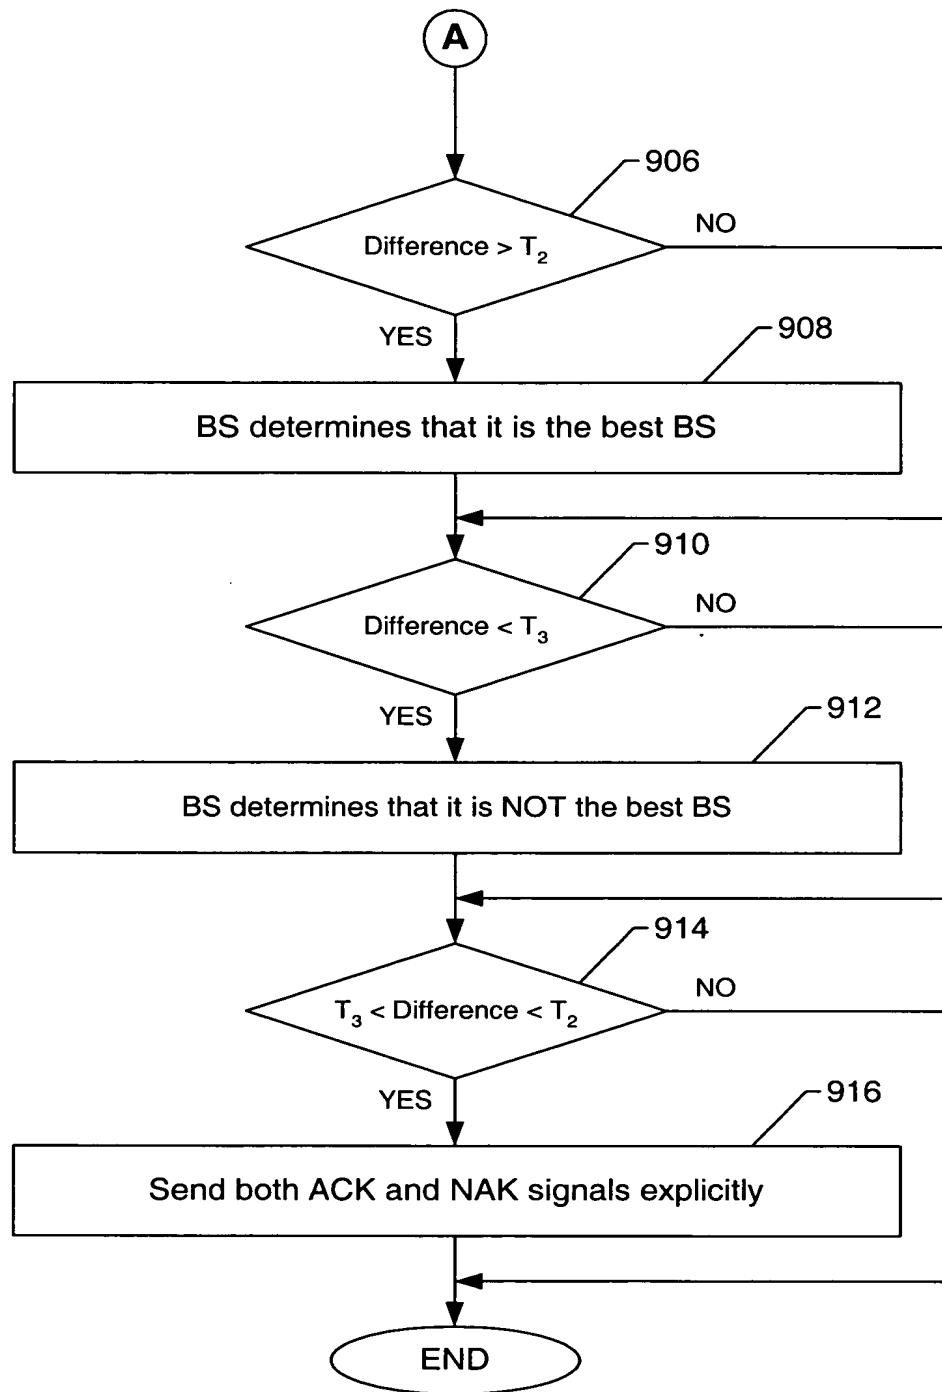 A
906
Difference > T₂
NO
YES
908
BS determines that it is the best BS
910
Difference < T₃
NO
YES
912
BS determines that it is NOT the best BS
914
T₃ < Difference < T₂
NO
YES
916
Send both ACK and NAK signals explicitly
END